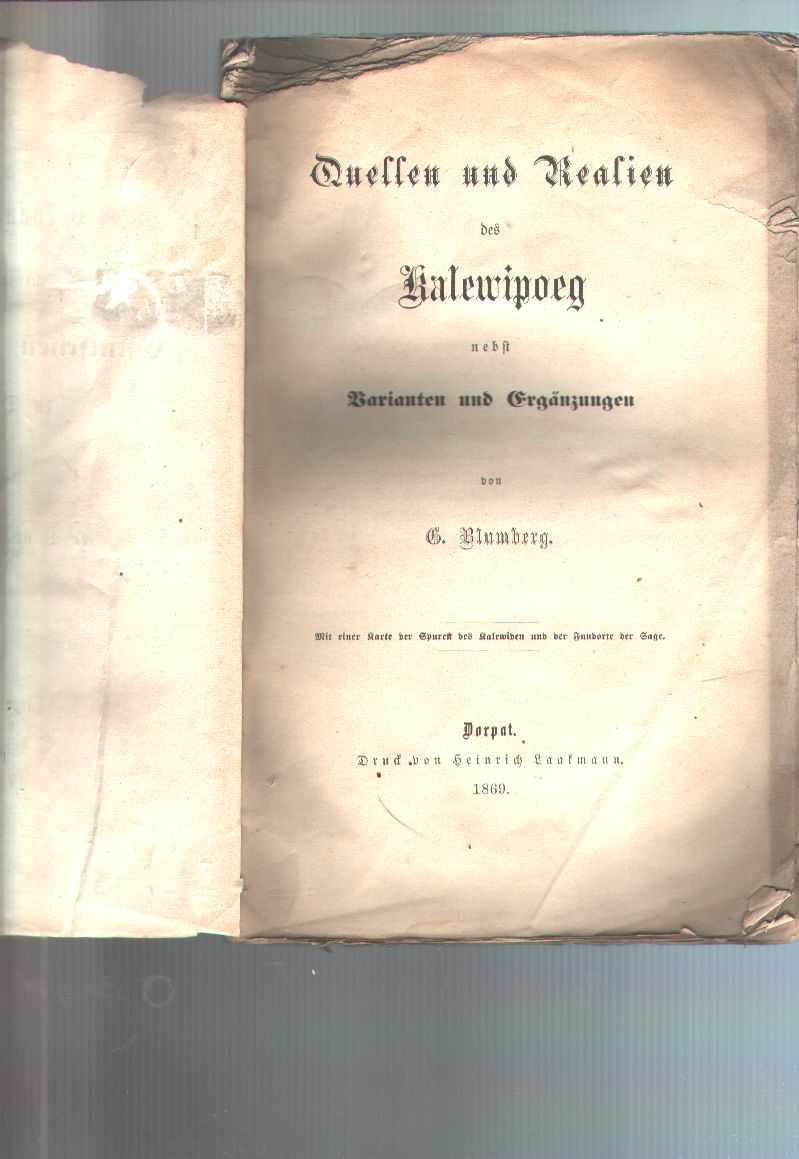 Quellen und Realien
des
Kalewipoeg
nebst
Varianten und Ergänzungen
von
G. Blumberg.
Mit einer Karte der Spuren des Kalewiden und der Fundorte der Sage.
Dorpat.
Druck von Heinrich Laakmann.
1869.